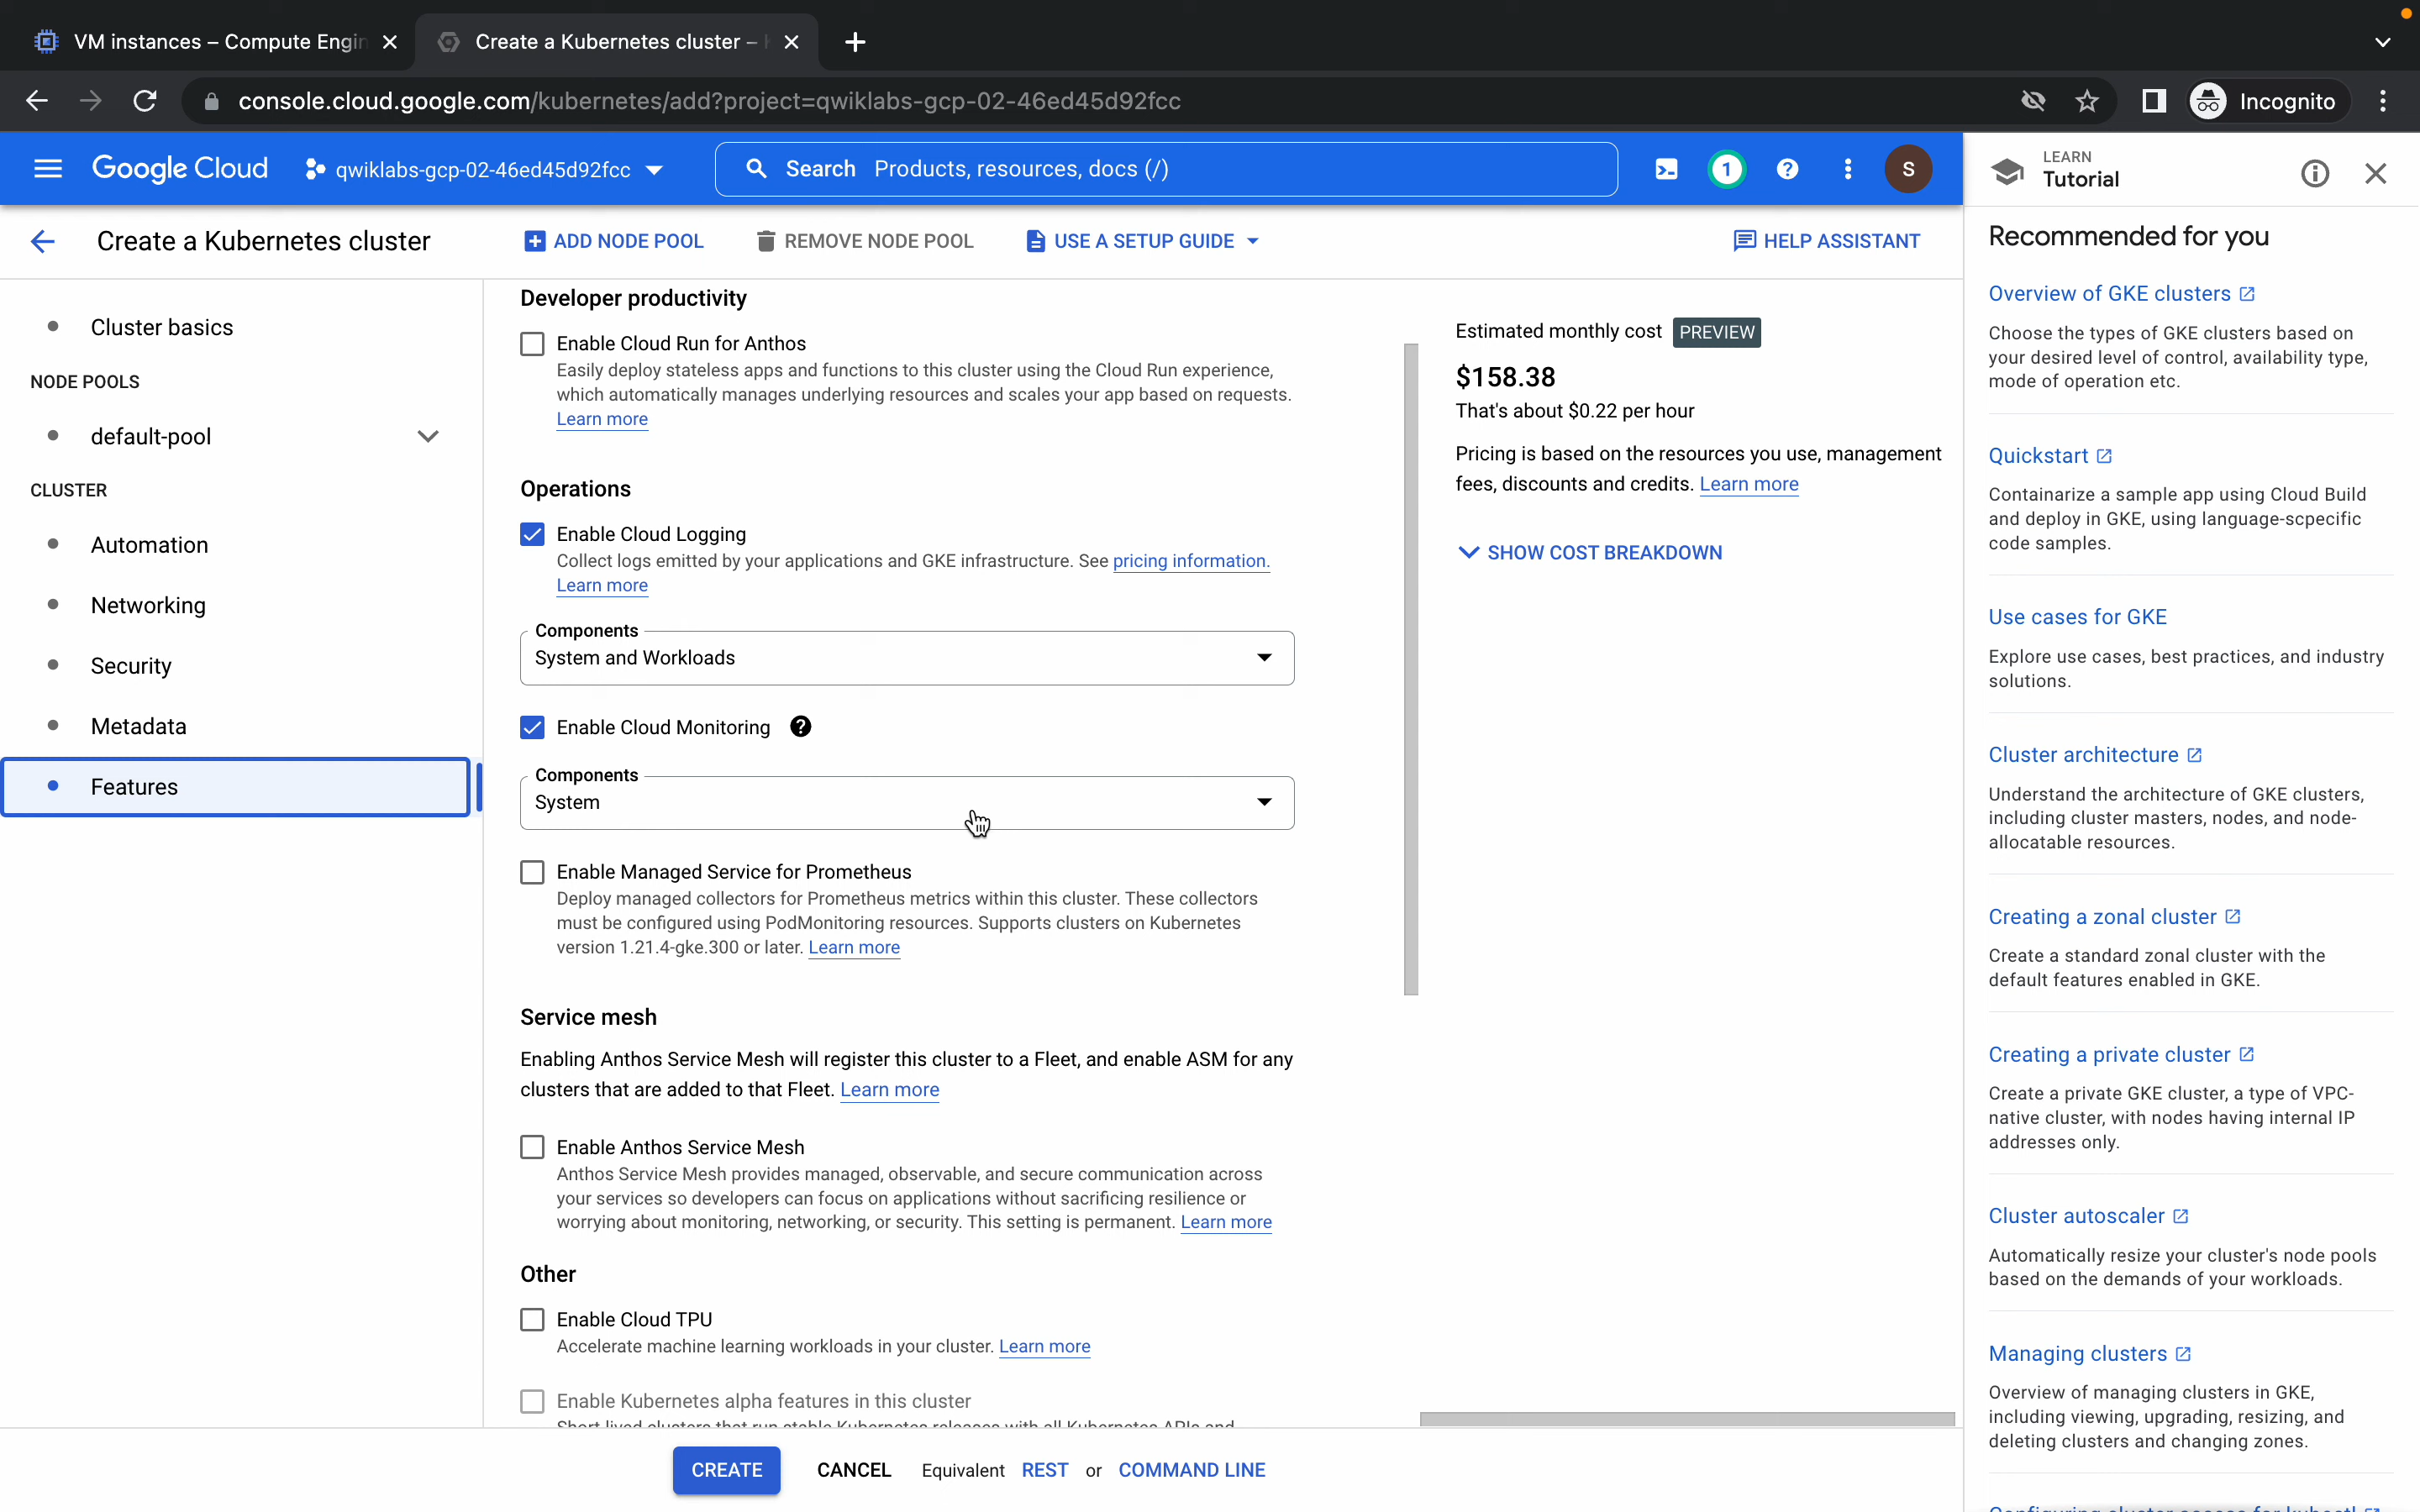 VM instances – Compute Engin
Create a Kubernetes cluster –
console.cloud.google.com/kubernetes/add?project=qwiklabs-gcp-02-46ed45d92fcc
Incognito
Google Cloud
qwiklabs-gcp-02-46ed45d92fcc
Search Products, resources, docs (/)
1
S
LEARN
Tutorial
Create a Kubernetes cluster
ADD NODE POOL
REMOVE NODE POOL
USE A SETUP GUIDE
HELP ASSISTANT
Cluster basics
NODE POOLS
default-pool
CLUSTER
Automation
Networking
Security
Metadata
Features
Developer productivity
Enable Cloud Run for Anthos
Easily deploy stateless apps and functions to this cluster using the Cloud Run experience,
which automatically manages underlying resources and scales your app based on requests.
Learn more
Operations
Enable Cloud Logging
Collect logs emitted by your applications and GKE infrastructure. See pricing information.
Learn more
Components
System and Workloads
Enable Cloud Monitoring
Components
System
Enable Managed Service for Prometheus
Deploy managed collectors for Prometheus metrics within this cluster. These collectors
must be configured using PodMonitoring resources. Supports clusters on Kubernetes
version 1.21.4-gke.300 or later. Learn more
Service mesh
Enabling Anthos Service Mesh will register this cluster to a Fleet, and enable ASM for any
clusters that are added to that Fleet. Learn more
Enable Anthos Service Mesh
Anthos Service Mesh provides managed, observable, and secure communication across
your services so developers can focus on applications without sacrificing resilience or
worrying about monitoring, networking, or security. This setting is permanent. Learn more
Other
Enable Cloud TPU
Accelerate machine learning workloads in your cluster. Learn more
Enable Kubernetes alpha features in this cluster
Short-lived clusters that run stable Kubernetes releases with all Kubernetes APIs and
CREATE
CANCEL
Equivalent REST or COMMAND LINE
Estimated monthly cost PREVIEW
$158.38
That's about $0.22 per hour
Pricing is based on the resources you use, management
fees, discounts and credits. Learn more
SHOW COST BREAKDOWN
Recommended for you
Overview of GKE clusters
Choose the types of GKE clusters based on
your desired level of control, availability type,
mode of operation etc.
Quickstart
Containarize a sample app using Cloud Build
and deploy in GKE, using language-scpecific
code samples.
Use cases for GKE
Explore use cases, best practices, and industry
solutions.
Cluster architecture
Understand the architecture of GKE clusters,
including cluster masters, nodes, and node-
allocatable resources.
Creating a zonal cluster
Create a standard zonal cluster with the
default features enabled in GKE.
Creating a private cluster
Create a private GKE cluster, a type of VPC-
native cluster, with nodes having internal IP
addresses only.
Cluster autoscaler
Automatically resize your cluster's node pools
based on the demands of your workloads.
Managing clusters
Overview of managing clusters in GKE,
including viewing, upgrading, resizing, and
deleting clusters and changing zones.
Configuring cluster access for kubectl